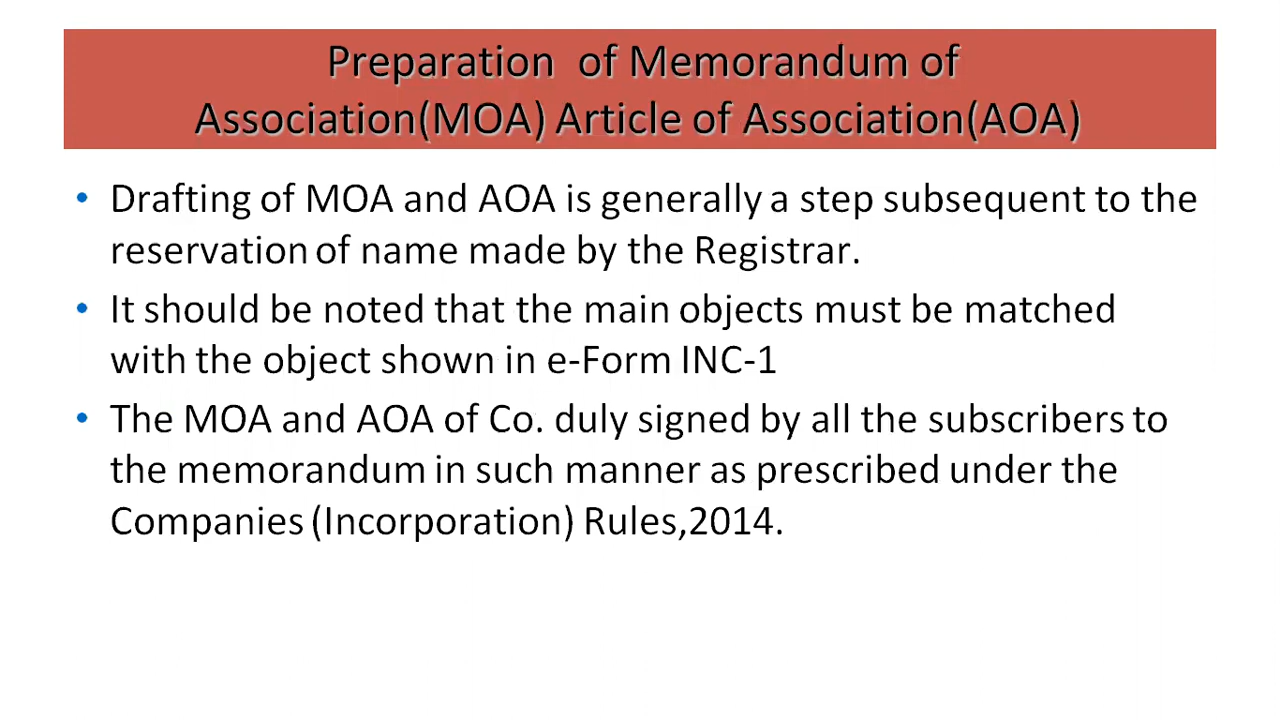 Preparation of Memorandum of
Association(MOA) Article of Association(AOA)
• Drafting of MOA and AOA is generally a step subsequent to the
reservation of name made by the Registrar.
• It should be noted that the main objects must be matched
with the object shown in e-Form INC-1
• The MOA and AOA of Co. duly signed by all the subscribers to
the memorandum in such manner as prescribed under the
Companies (Incorporation) Rules,2014.